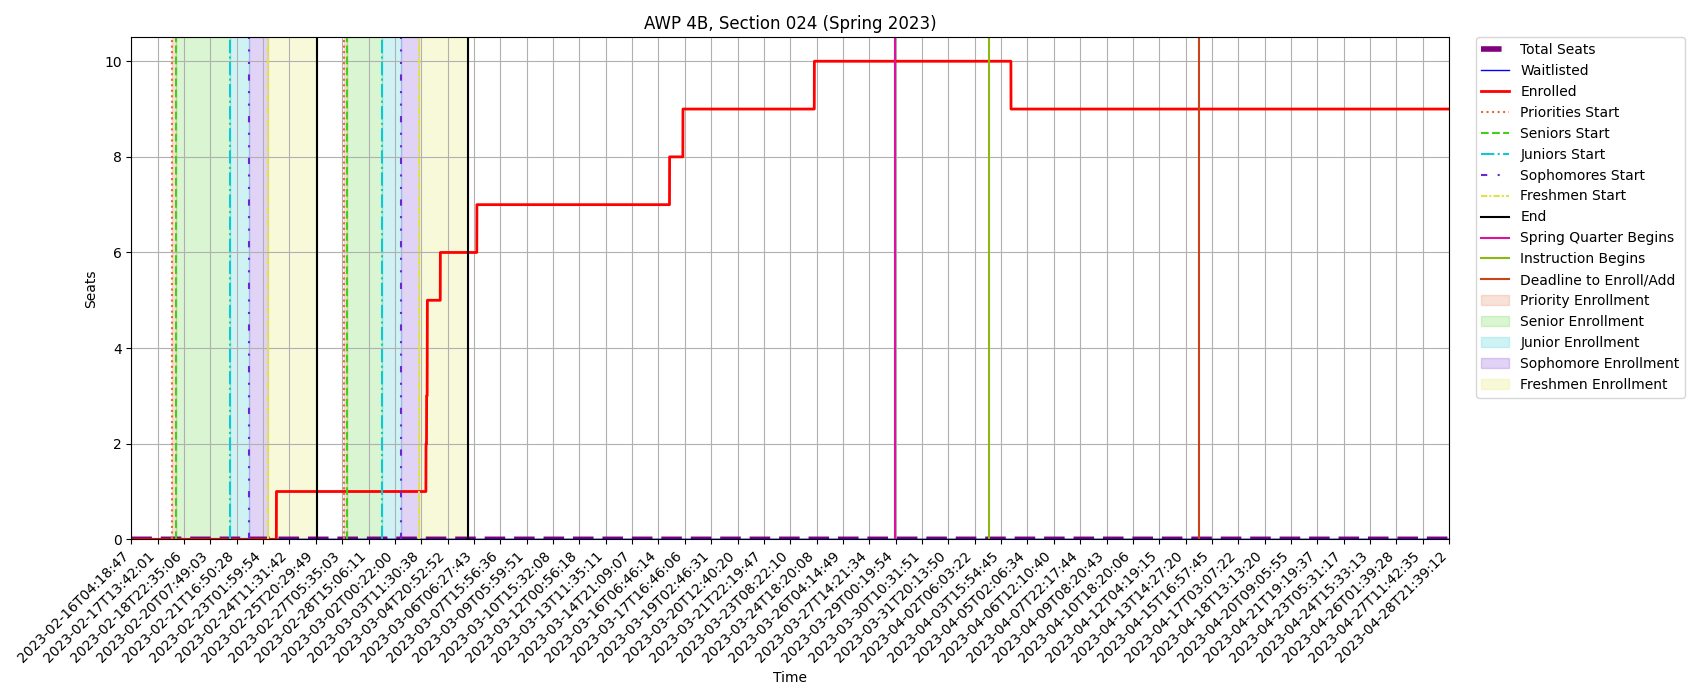 AWP 4B, Section 024 (Spring 2023)
10
8
6
4
2
0
Seats
2023-02-16T04:18:47
2023-02-17T13:42:01
2023-02-18T22:35:06
2023-02-20T07:49:03
2023-02-21T16:50:28
2023-02-23T01:59:54
2023-02-24T11:31:42
2023-02-25T20:29:49
2023-02-27T05:35:03
2023-02-28T15:06:11
2023-03-02T00:22:00
2023-03-03T11:30:38
2023-03-04T20:52:52
2023-03-06T06:27:43
2023-03-07T15:56:36
2023-03-09T05:59:51
2023-03-10T15:32:08
2023-03-12T00:56:18
2023-03-13T11:35:11
2023-03-14T21:09:07
2023-03-16T06:46:14
2023-03-17T16:46:06
2023-03-19T02:46:31
2023-03-20T12:40:20
2023-03-21T22:19:47
2023-03-23T08:22:10
2023-03-24T18:20:08
2023-03-26T04:14:49
2023-03-27T14:21:34
2023-03-29T00:19:54
2023-03-30T10:31:51
2023-03-31T20:13:50
2023-04-02T06:03:22
2023-04-03T15:54:45
2023-04-05T02:06:34
2023-04-06T12:10:40
2023-04-07T22:17:44
2023-04-09T08:20:43
2023-04-10T18:20:06
2023-04-12T04:19:15
2023-04-13T14:27:20
2023-04-15T16:57:45
2023-04-17T03:07:22
2023-04-18T13:13:20
2023-04-20T09:05:55
2023-04-21T19:19:37
2023-04-23T05:31:17
2023-04-24T15:33:13
2023-04-26T01:39:28
2023-04-27T11:42:35
2023-04-28T21:39:12
Time
Total Seats
Waitlisted
Enrolled
Priorities Start
Seniors Start
Juniors Start
Sophomores Start
Freshmen Start
End
Spring Quarter Begins
Instruction Begins
Deadline to Enroll/Add
Priority Enrollment
Senior Enrollment
Junior Enrollment
Sophomore Enrollment
Freshmen Enrollment